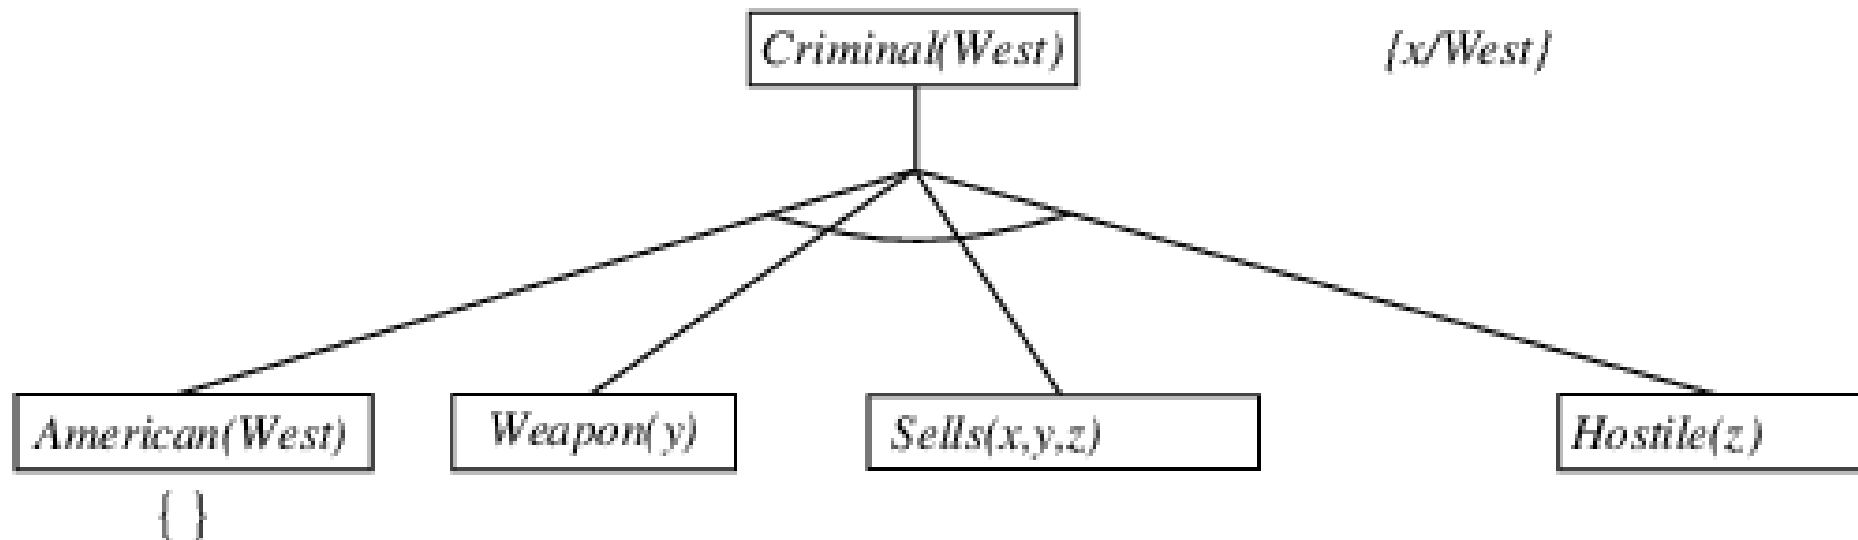 Criminal(West)
{x/West}
American(West)
Weapon(y)
Sells(x,y,z)
Hostile(z)
{ }